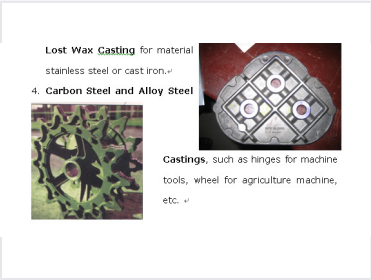 Lost Wax Casting for material
stainless steel or cast iron.↵
4. Carbon Steel and Alloy Steel
Castings, such as hinges for machine
tools, wheel for agriculture machine,
etc. ↵